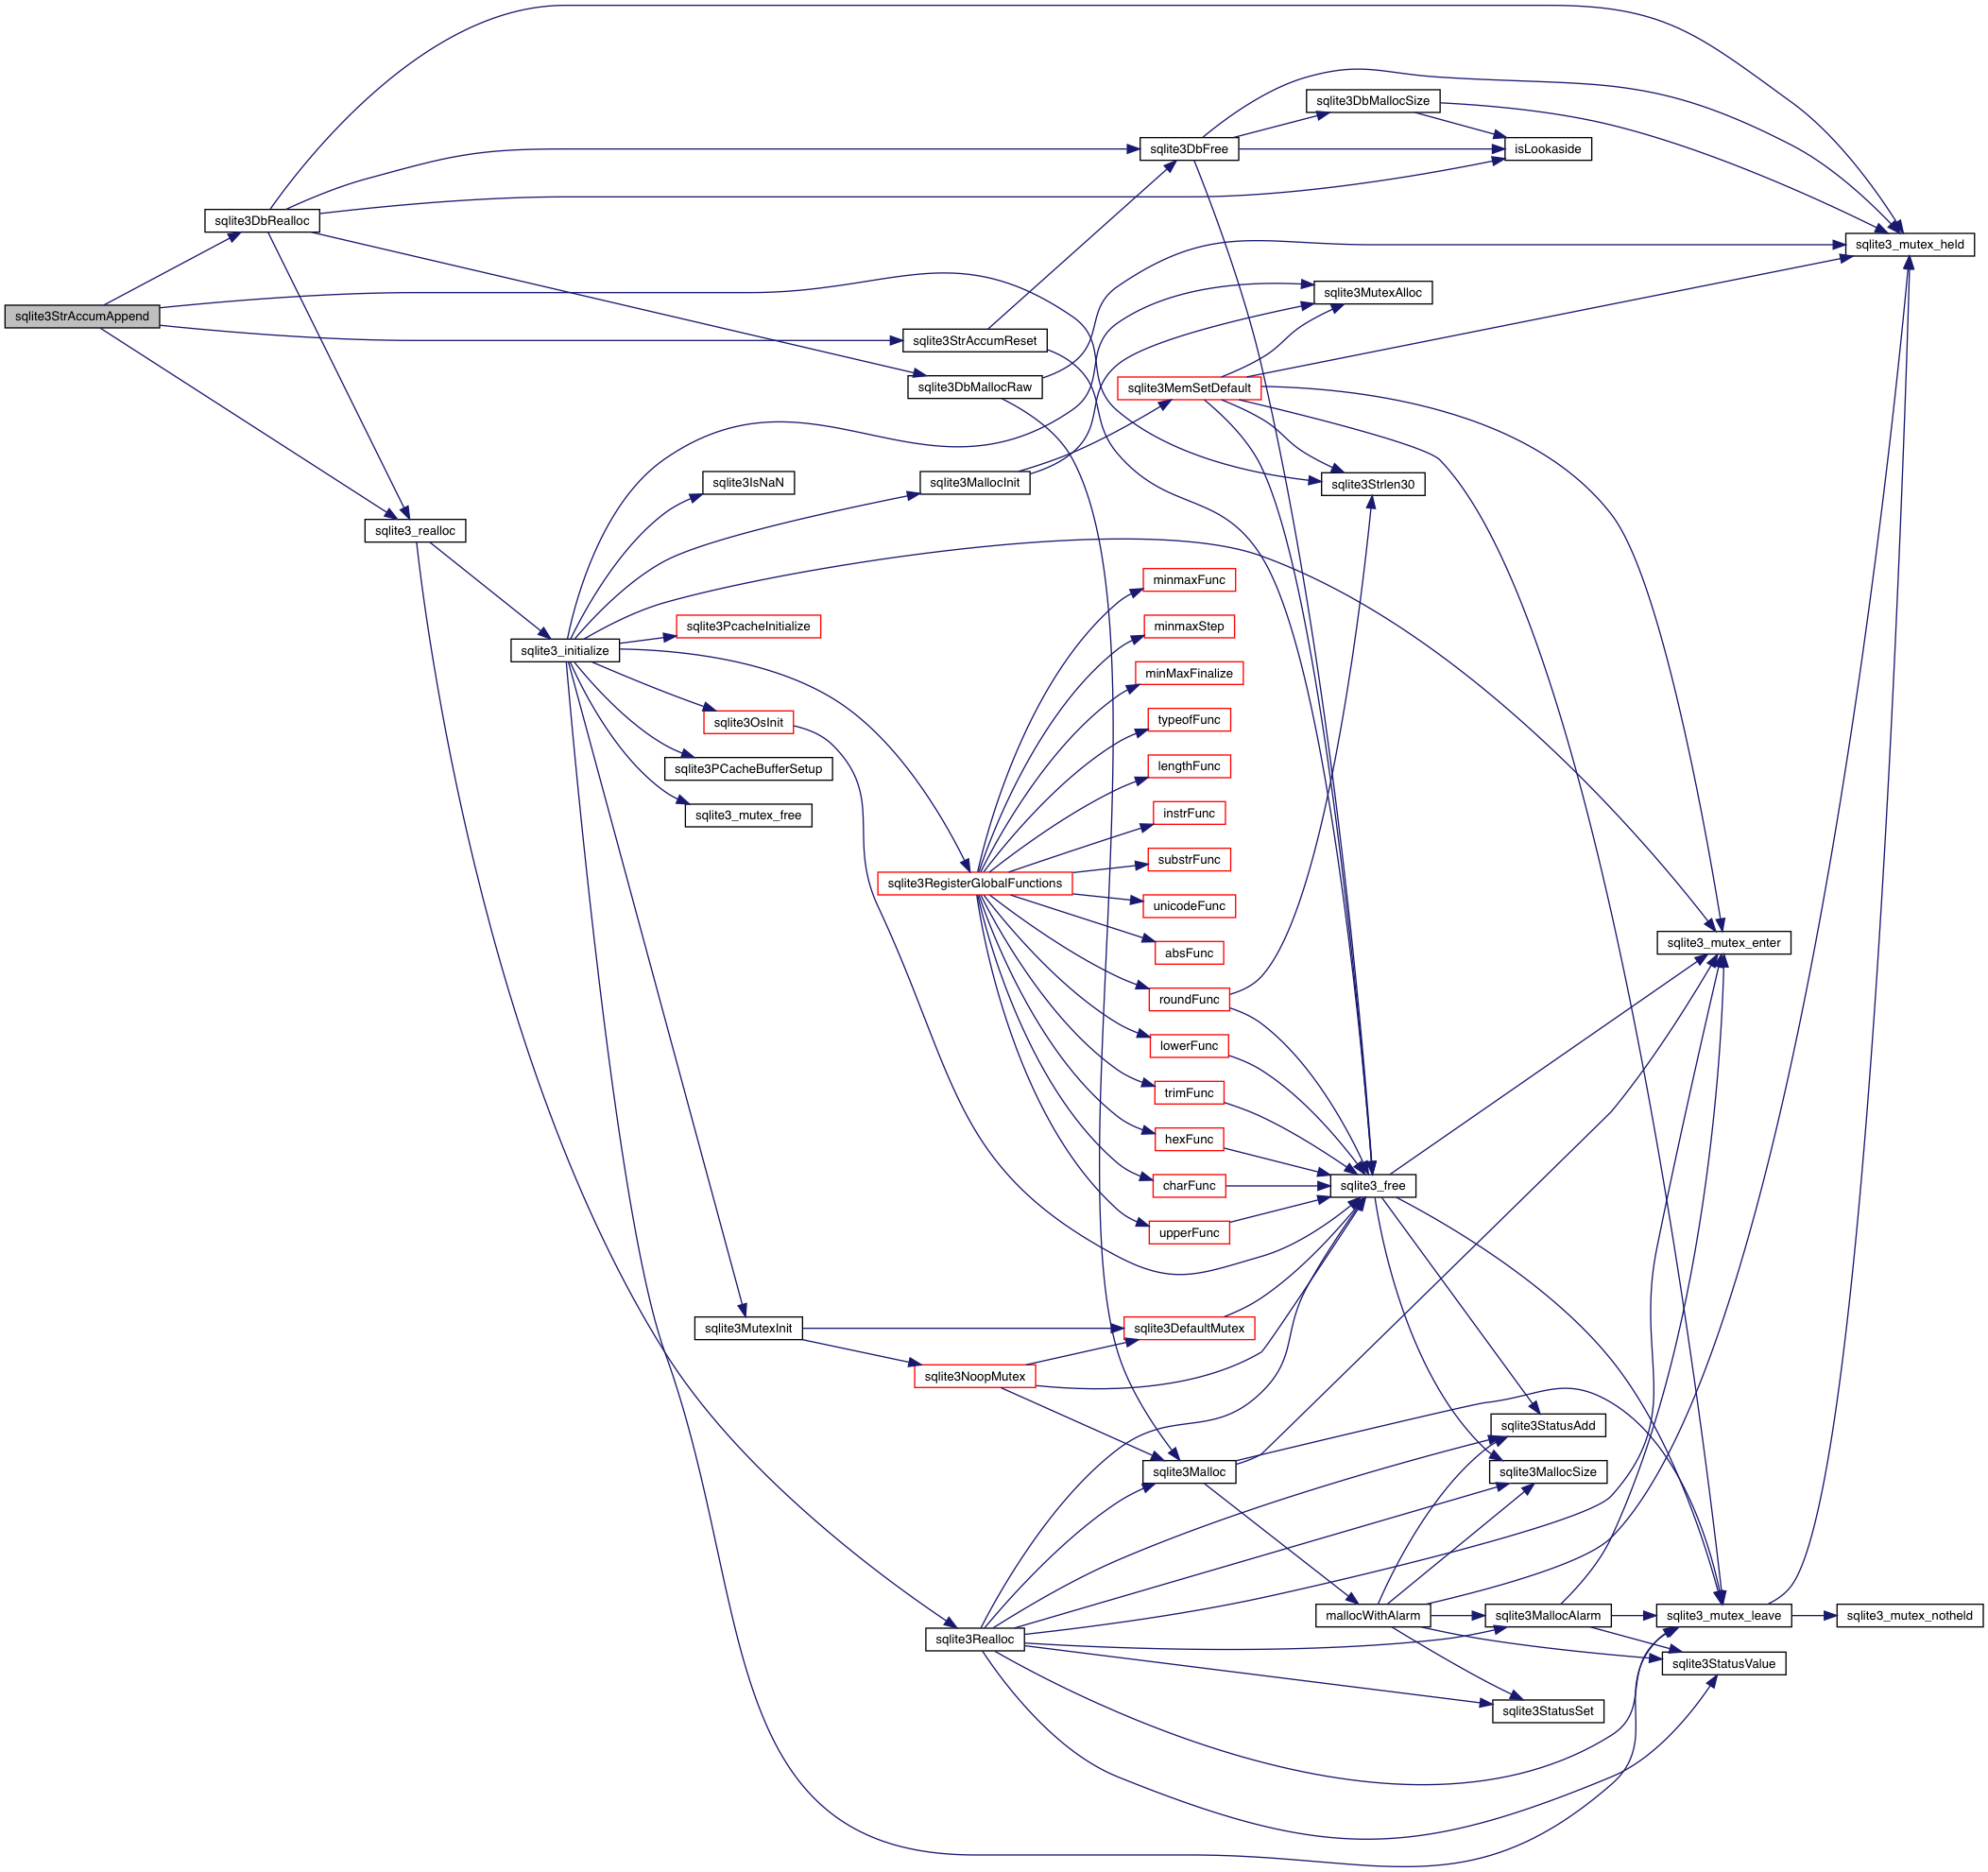 sqlite3DbMallocSize
sqlite3DbFree
isLookaside
sqlite3DbRealloc
sqlite3_mutex_held
sqlite3MutexAlloc
sqlite3StrAccumAppend
sqlite3StrAccumReset
sqlite3DbMallocRaw
sqlite3MemSetDefault
sqlite3IsNaN
sqlite3MallocInit
sqlite3Strlen30
sqlite3_realloc
minmaxFunc
sqlite3PcacheInitialize
minmaxStep
sqlite3_initialize
minMaxFinalize
sqlite3OsInit
typeofFunc
sqlite3PCacheBufferSetup
lengthFunc
sqlite3_mutex_free
instrFunc
substrFunc
sqlite3RegisterGlobalFunctions
unicodeFunc
sqlite3_mutex_enter
absFunc
roundFunc
lowerFunc
trimFunc
hexFunc
charFunc
sqlite3_free
upperFunc
sqlite3MutexInit
sqlite3DefaultMutex
sqlite3NoopMutex
sqlite3StatusAdd
sqlite3Malloc
sqlite3MallocSize
mallocWithAlarm
sqlite3MallocAlarm
sqlite3_mutex_leave
sqlite3_mutex_notheld
sqlite3Realloc
sqlite3StatusValue
sqlite3StatusSet